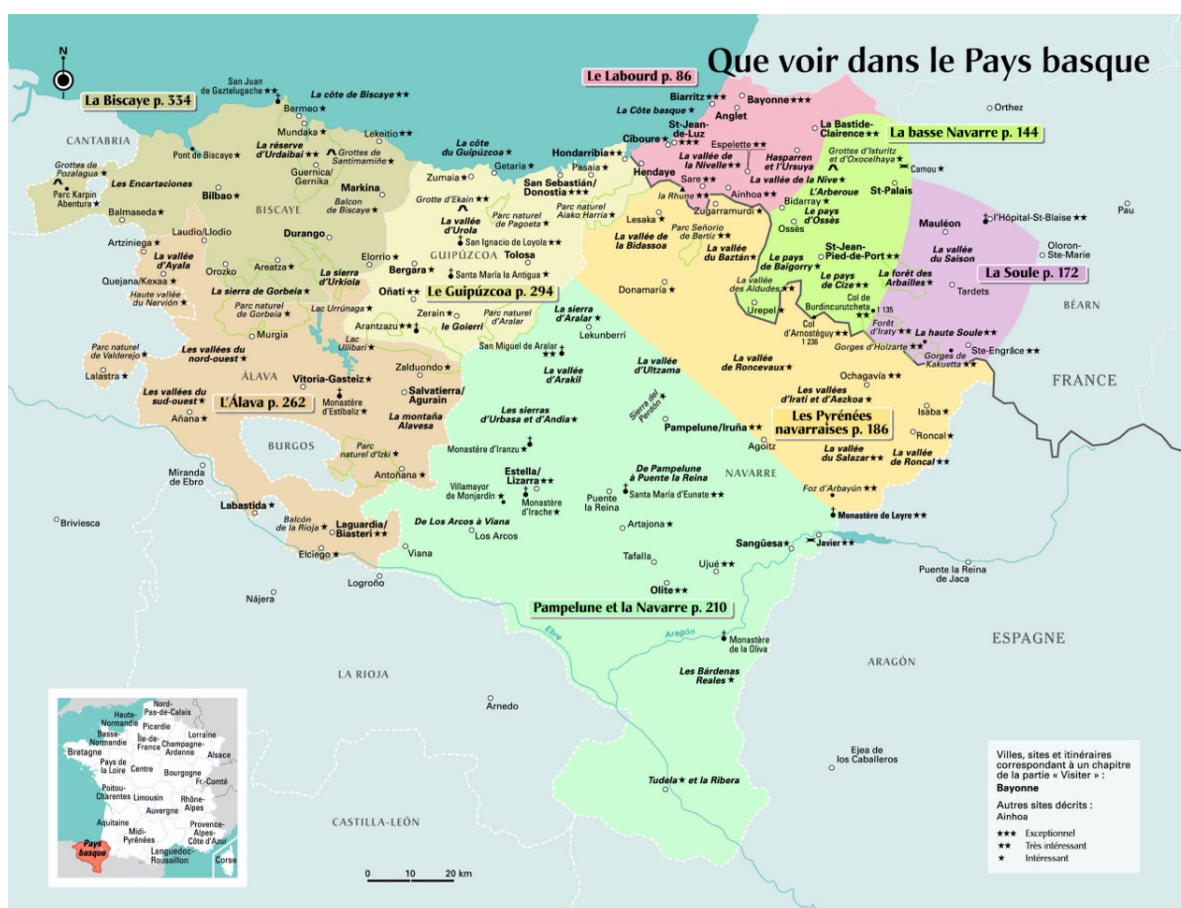 Que voir dans le Pays basque
N
La Biscaye p. 334
San Juan
de Gaztelugache ★★
La côte de Biscaye ★★
Bermeo ★
Mundaka ★
Lekeitio ★★
CANTABRIA
Pont de Biscaye ★
La réserve
d'Urdaibai ★★
Grottes de
Santimamiñe ★
Guernica/
Gernika
Grottes de
Pozalagua ★
Parc Karpin
Abentura ★
Les Encartaciones
Bilbao ★
Markina
Balcon
de Biscaye ★
BISCAYE
Balmaseda ★
Laudio/Llodio
Durango
Artziniega ★
La vallée
d'Ayala
Orozko
Areatza ★
Elorrio ★
La sierra
d'Urkiola
Quejana/Kexaa ★
Haute vallée
du Nervión ★
La sierra de Gorbeia ★
Parc naturel
de Gorbeia ★
Lac Urrúnaga ★
Murgia
Lac
Ullíbari ★
Le Labourd p. 86
Biarritz ★★★
Bayonne ★★★
La Côte basque ★
Anglet
St-Jean-
de-Luz
★★★
Ciboure ★
Espelette ★★
La Bastide-
Clairence ★★
Hendaye
La vallée de
la Nivelle ★★
Hasparren
et l'Ursuya
La vallée de la Nive ★
Sare ★★
la Rhune ★★
Ainhoa ★★
La basse Navarre p. 144
Orthez
Grottes d'Isturitz
et d'Oxocelhaya ★
Camou ★
L'Arberoue
St-Palais
Bidarray ★
Le pays
d'Ossès
Ossès
St-Jean-
Pied-de-Port ★★
Le pays
de Baïgorry ★
Le pays
de Cize ★★
La vallée
des Aldudes ★★
Urepel ★
Col
d'Arnostéguy ★★
1 236
Col de
Burdincurutcheta
★★
1 135
Mauléon
l'Hôpital-St-Blaise ★★
Pau
Oloron-
Ste-Marie
La vallée
du Saison
La Soule p. 172
La forêt des
Arbailles ★
Tardets
BÉARN
Forêt
d'Iraty ★★
La haute Soule ★★
Gorges d'Holzarte ★★
Gorges de
Kakuetta ★★
Ste-Engrâce ★★
FRANCE
La côte
du Guipúzcoa ★
Getaria ★
Hondarribia ★★
Pasaia ★
Zumaia ★
San Sebastián/
Donostia ★★★
Grotte d'Ekain ★★
Parc naturel
de Pagoeta ★
Parc naturel
Aiako Harria ★
La vallée
d'Urola
San Ignacio de Loyola ★★
GUIPÚZCOA
Tolosa
Bergara ★
Santa María la Antigua ★
Oñati ★★
Le Guipúzcoa p. 294
Zerain ★
le Goierri
Parc naturel
d'Aralar ★
Arantzazu ★★
Lesaka ★
Zugarramurdi ★
La vallée de
la Bidassoa
Parc Señorío
de Bertiz ★★
La vallée
du Baztán ★
Donamaría ★
La sierra
d'Aralar ★
Lekunberri
San Miguel de Aralar
★★
La vallée
d'Arakil
La vallée
d'Ultzama
La vallée
de Roncevaux ★
Ochagavía ★★
Les vallées
d'Irati et d'Aezkoa ★
Les Pyrénées
navarraises p. 186
Isaba ★
Roncal ★
La vallée
du Salazar ★★
La vallée
de Roncal ★★
Foz d'Arbayún ★★
Monastère de Leyre ★★
Parc naturel
de Valderejo ★
Lalastra ★
Les vallées du
nord-ouest ★
ÁLAVA
Vitoria-Gasteiz ★
Zalduondo ★
Salvatierra/
Agurain
Les vallées du
sud-ouest ★
L'Álava p. 262
Monastère
d'Estibaliz ★
La montaña
Alavesa
Añana ★
BURGOS
Parc
naturel d'Izki ★
Antoñana ★
Miranda
de Ebro
Labastida ★
Balcón
de la Rioja ★
Laguardia/
Biasteri ★★
Elciego ★
Briviesca
Nájera
Logroño
Les sierras
d'Urbasa et d'Andia ★
Sierra del
Perdón ★
Pampelune/Iruña ★★
Agoitz
Monastère d'Iranzu ★
NAVARRE
Estella/
Lizarra ★★
De Pampelune
à Puente la Reina
Villamayor
de Monjardín ★
Monastère
d'Irache ★
Puente
la Reina
Santa María d'Eunate ★★
De Los Arcos à Viana
Los Arcos
Viana
Artajona ★
Sangüesa ★
Javier ★★
Tafalla
Ujué ★★
Olite ★★
Puente la Reina
de Jaca
Pampelune et la Navarre p. 210
Ebre
Aragón
Monastère
de la Oliva
Les Bárdenas
Reales ★
Tudela ★ et la Ribera
ESPAGNE
ARAGÓN
LA RIOJA
Arnedo
Ejea de
los Caballeros
CASTILLA-LEÓN
0 10 20 km
Nord-
Pas-de-Calais
Haute-
Normandie
Picardie
Basse-
Normandie
Île-de-
France
Champagne-
Ardenne
Lorraine
Alsace
Bretagne
Pays de
la Loire
Centre
Bourgogne
Fr.-Comté
Poitou-
Charentes
Limousin
Rhône-
Alpes
Auvergne
Aquitaine
Midi-
Pyrénées
Provence-
Alpes-
Côte d'Azur
Languedoc-
Roussillon
Corse
Pays
basque
Villes, sites et itinéraires
correspondant à un chapitre
de la partie « Visiter » :
Bayonne
Autres sites décrits :
Ainhoa
★★★ Exceptionnel
★★ Très intéressant
★ Intéressant